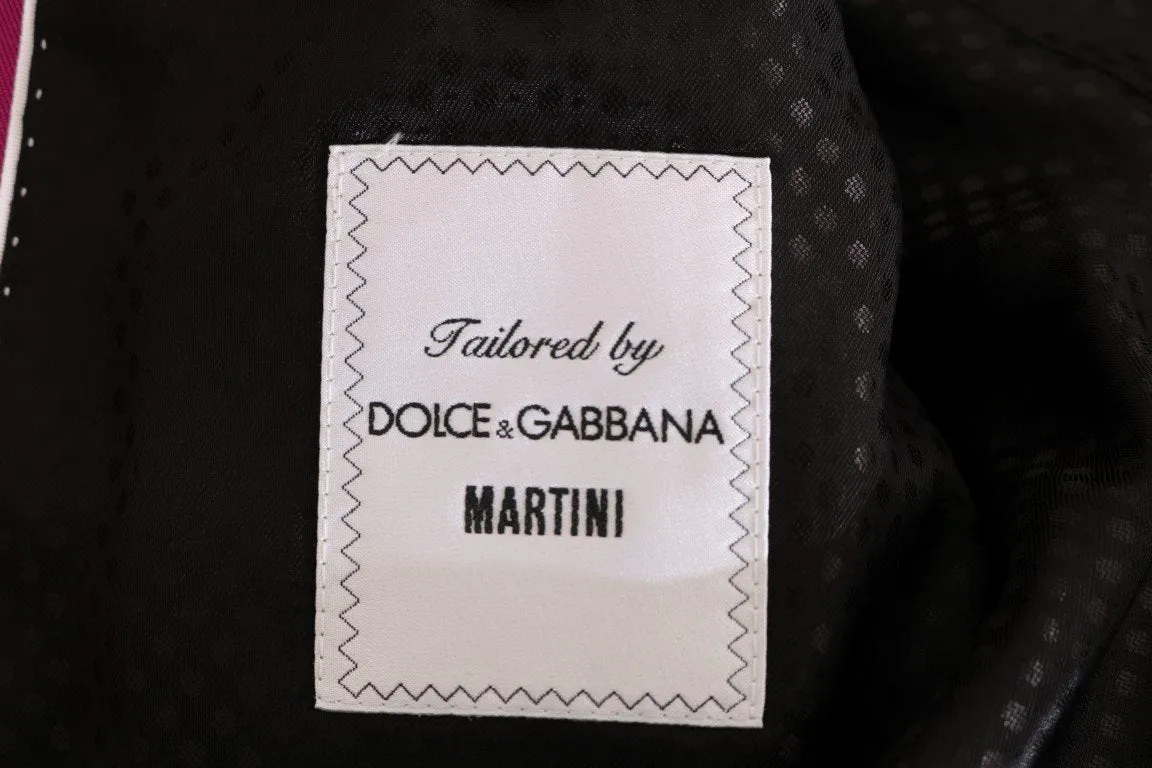 Tailored by
DOLCE & GABBANA
MARTINI